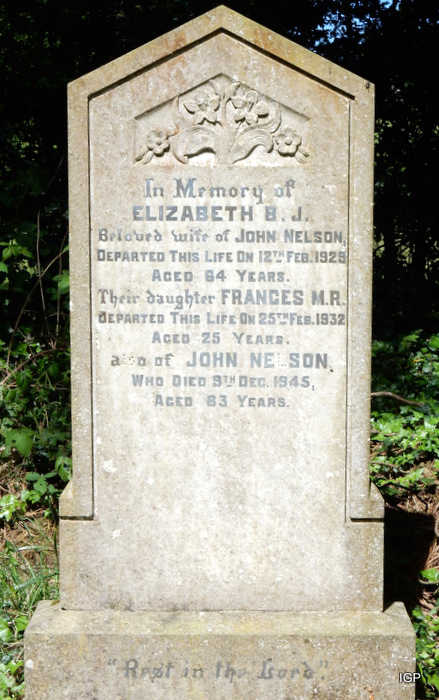 In Memory of
ELIZABETH B. J.
Beloved wife of JOHN NELSON,
DEPARTED THIS LIFE ON 12TH FEB. 1925
AGED 64 YEARS.
Their daughter FRANCES M.R.
DEPARTED THIS LIFE ON 25TH FEB. 1932
AGED 25 YEARS.
also of JOHN NELSON,
WHO DIED 9TH DEC. 1945,
AGED 83 YEARS.
"Rest in the Lord"
IGP